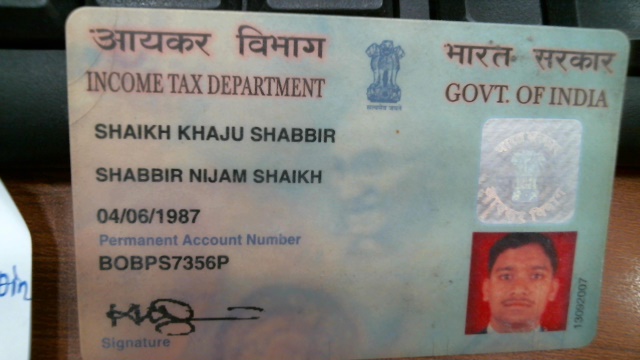 आयकर विभाग
INCOME TAX DEPARTMENT
भारत सरकार
GOVT. OF INDIA
SHAIKH KHAJU SHABBIR
SHABBIR NIJAM SHAIKH
04/06/1987
Permanent Account Number
BOBPS7356P
Signature
13092007